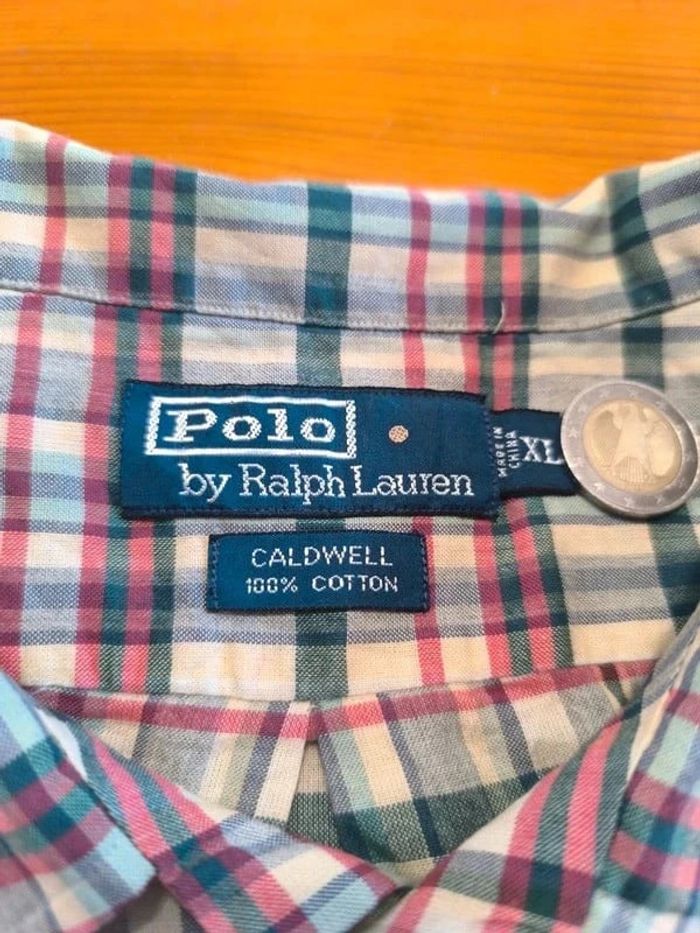 Polo
by Ralph Lauren
MADE IN
CHINA
XL
CALDWELL
100% COTTON